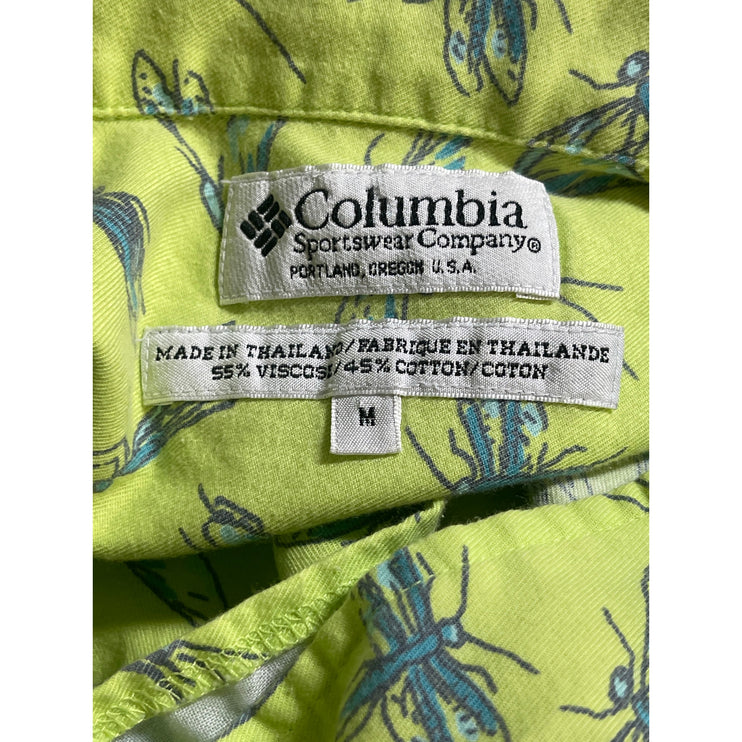 Columbia
Sportswear Company®
PORTLAND, OREGON U.S.A.
MADE IN THAILAND/FABRIQUE EN THAILANDE
55% VISCOSE/45% COTTON/COTON
M